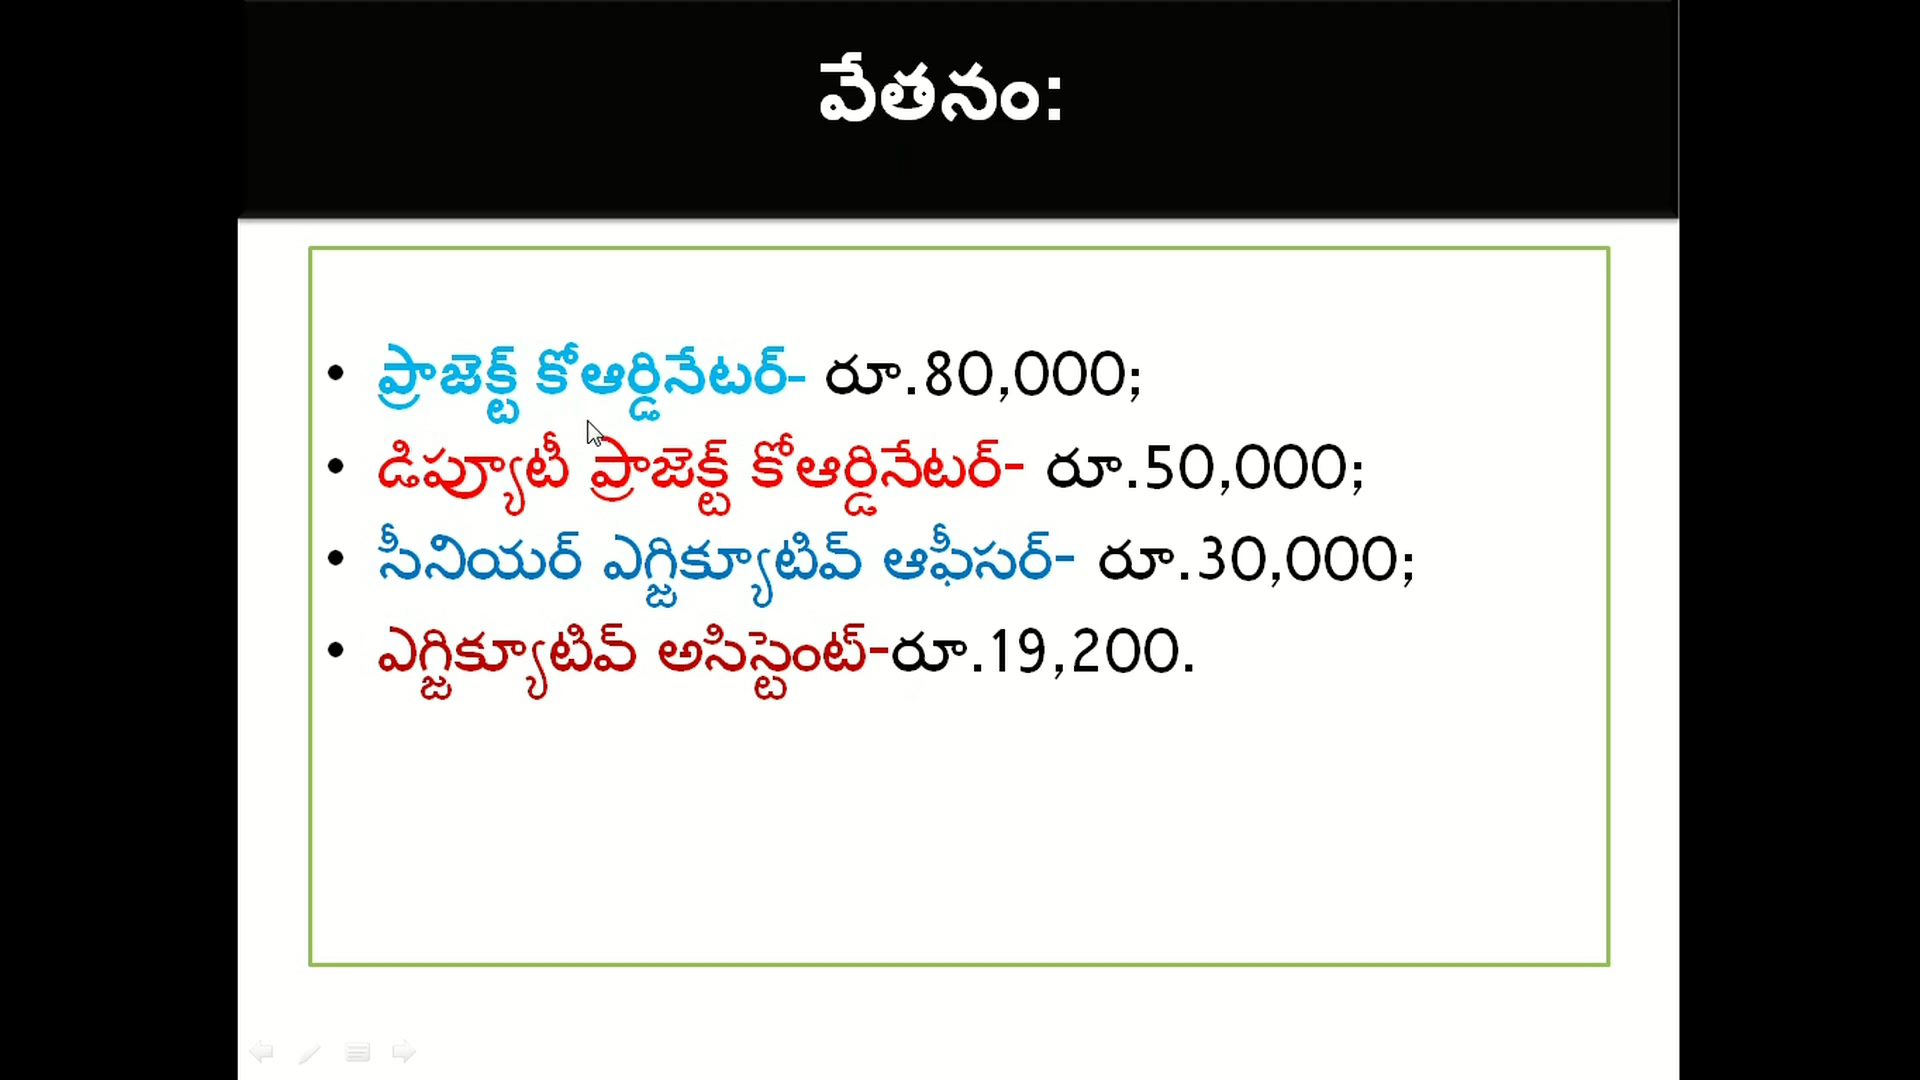 వేతనం:
• ప్రాజెక్ట్ కోఆర్డినేటర్- రూ.80,000;
• డిప్యూటీ ప్రాజెక్ట్ కోఆర్డినేటర్- రూ.50,000;
• సీనియర్ ఎగ్జిక్యూటివ్ ఆఫీసర్- రూ.30,000;
• ఎగ్జిక్యూటివ్ అసిస్టెంట్-రూ.19,200.